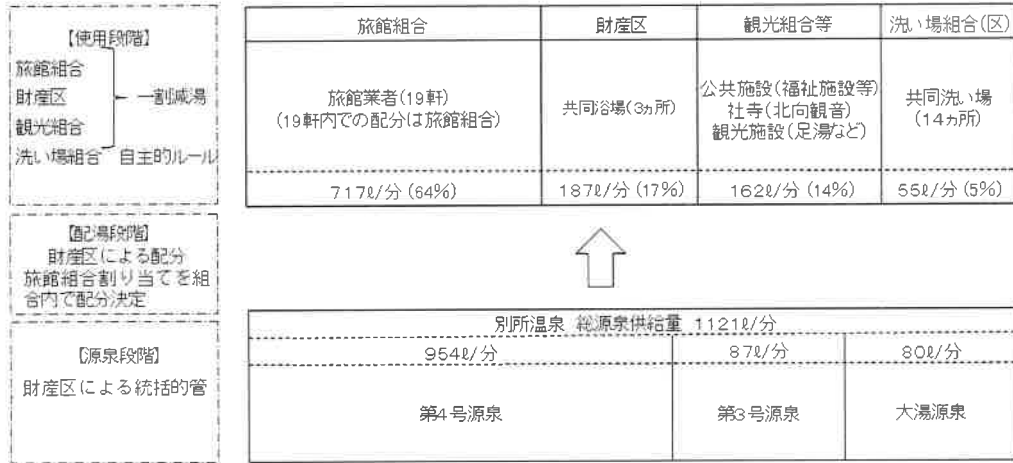 【使用段階】
旅館組合
財産区
一割減湯
観光組合
洗い場組合 自主的ルール
旅館組合
財産区
観光組合等
洗い場組合(区)
旅館業者(19軒)
(19軒内での配分は旅館組合)
共同浴場(3ヵ所)
公共施設(福祉施設等)
社寺(北向観音)
観光施設(足湯など)
共同洗い場
(14ヵ所)
717ℓ/分(64%)
187ℓ/分(17%)
162ℓ/分(14%)
55ℓ/分(5%)
【配湯段階】
財産区による配分
旅館組合割り当てを組
合内で配分決定
【源泉段階】
財産区による統括的管
別所温泉 総源泉供給量 1121ℓ/分
954ℓ/分
87ℓ/分
80ℓ/分
第4号源泉
第3号源泉
大湯源泉